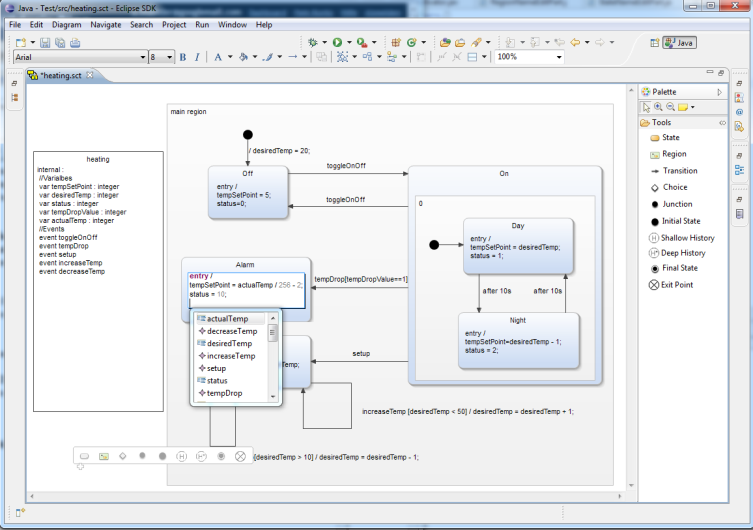 Java - Test/src/heating.sct - Eclipse SDK
File Edit Diagram Navigate Search Project Run Window Help
Java
Arial 8 B I A 100%
*heating.sct
Palette
Tools
State
Region
Transition
Choice
Junction
Initial State
Shallow History
Deep History
Final State
Exit Point
heating
internal :
//Varialbes
var tempSetPoint : integer
var desiredTemp : integer
var status : integer
var tempDropValue : integer
var actualTemp : integer
//Events
event toggleOnOff
event tempDrop
event setup
event increaseTemp
event decreaseTemp
main region
/ desiredTemp = 20;
Off
entry /
tempSetPoint = 5;
status=0;
toggleOnOff
toggleOnOff
On
0
Day
entry /
tempSetPoint = desiredTemp;
status = 1;
after 10s
after 10s
Night
entry /
tempSetPoint=desiredTemp - 1;
status = 2;
Alarm
entry /
tempSetPoint = actualTemp / 256 - 2;
status = 10;
tempDrop[tempDropValue==1]
actualTemp
decreaseTemp
desiredTemp
increaseTemp
setup
status
tempDrop
Temp;
setup
increaseTemp [desiredTemp < 50] / desiredTemp = desiredTemp + 1;
[desiredTemp > 10] / desiredTemp = desiredTemp - 1;